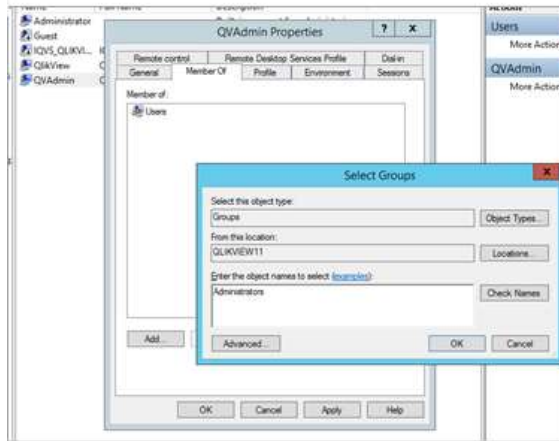 Administrator
Guest
IQVS_QLIKVI...
QlikView
QVAdmin
QVAdmin Properties
? x
Remote control Remote Desktop Services Profile Dial-in
General Member Of Profile Environment Sessions
Member of:
Users
Select Groups
x
Select this object type:
Groups
Object Types...
From this location:
QLIKVIEW11
Locations...
Enter the object names to select (examples):
Administrators
Check Names
Advanced...
OK
Cancel
Add...
OK
Cancel
Apply
Help
Users
More Action
QVAdmin
More Action